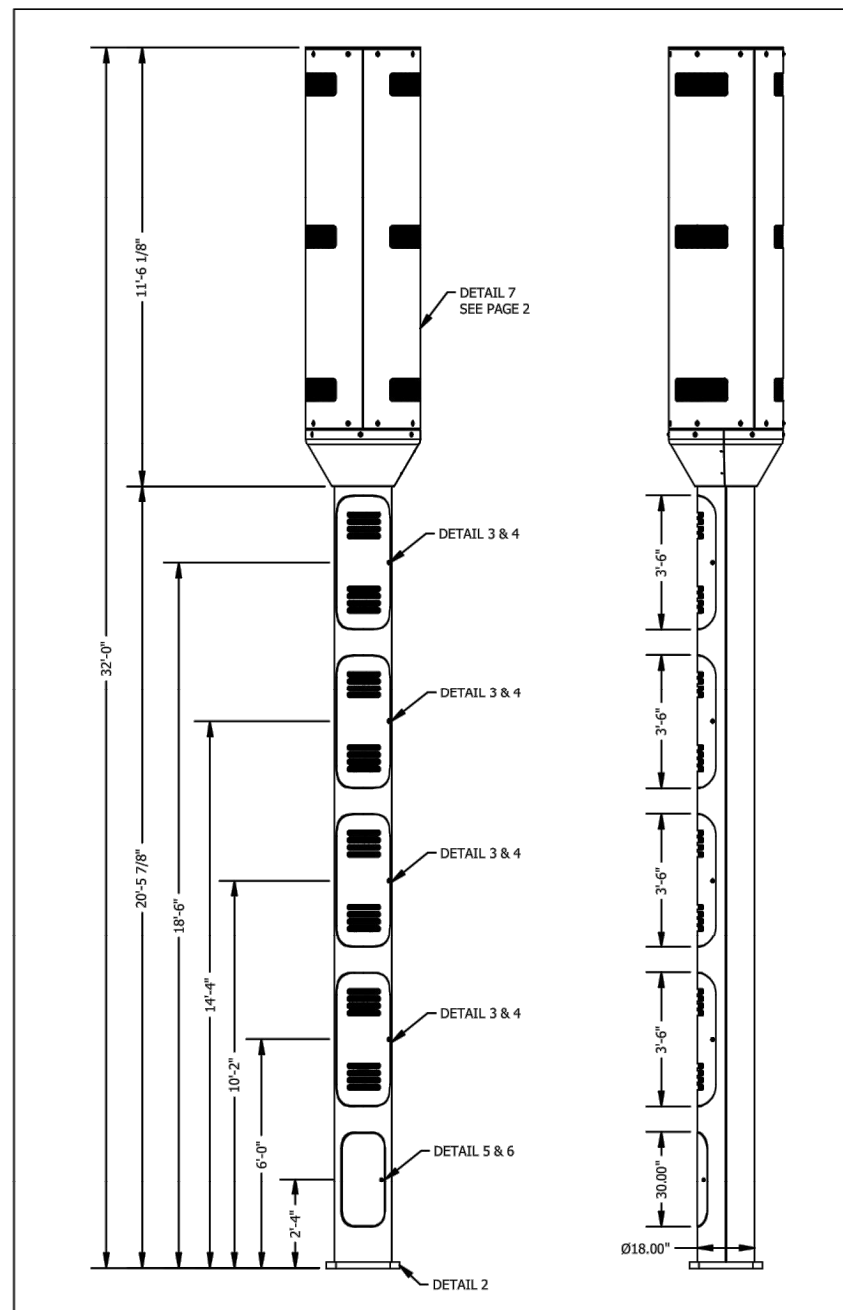 11'-6 1/8"
DETAIL 7
SEE PAGE 2
32'-0"
20'-5 7/8"
18'-6"
14'-4"
10'-2"
6'-0"
2'-4"
DETAIL 3 & 4
DETAIL 3 & 4
DETAIL 3 & 4
DETAIL 3 & 4
DETAIL 5 & 6
DETAIL 2
3'-6"
3'-6"
3'-6"
3'-6"
30.00"
Ø18.00"